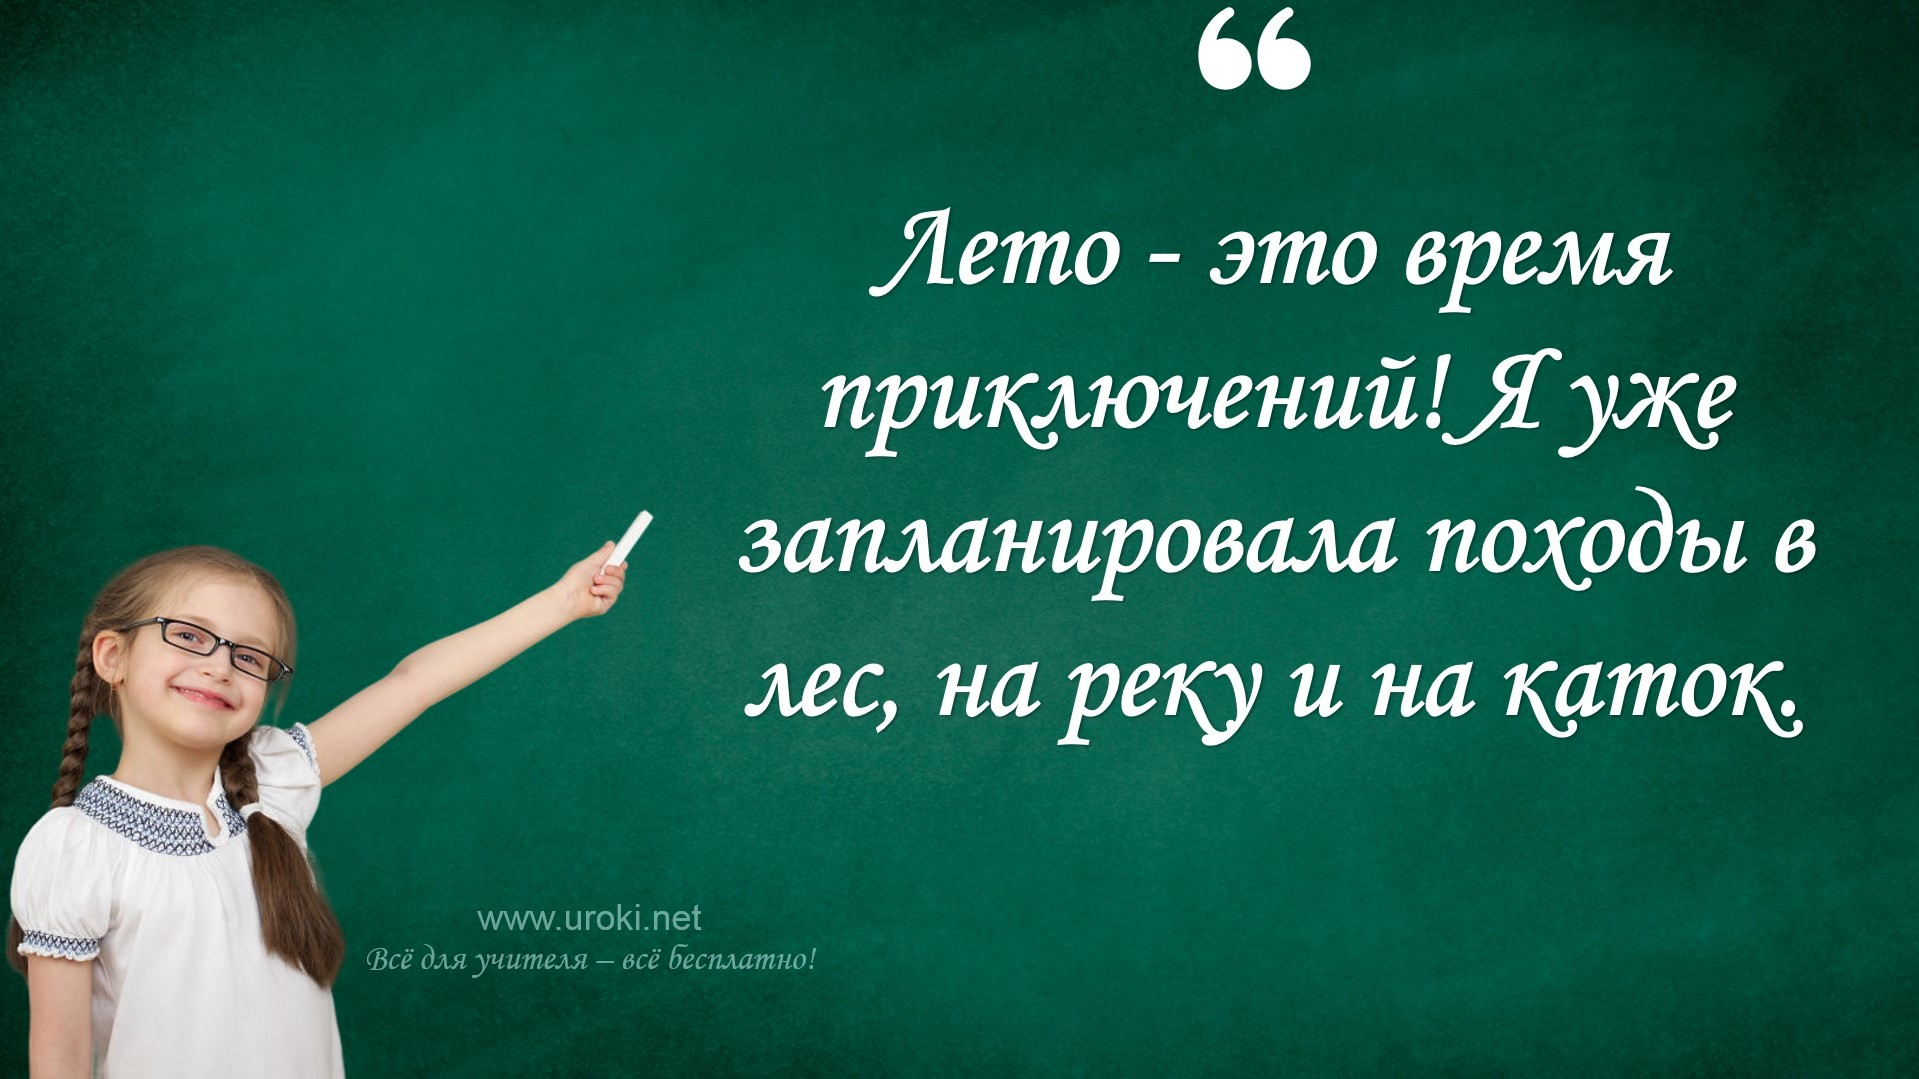 “
Лето - это время
приключений! Я уже
запланировала походы в
лес, на реку и на каток.
www.uroki.net
Всё для учителя – всё бесплатно!